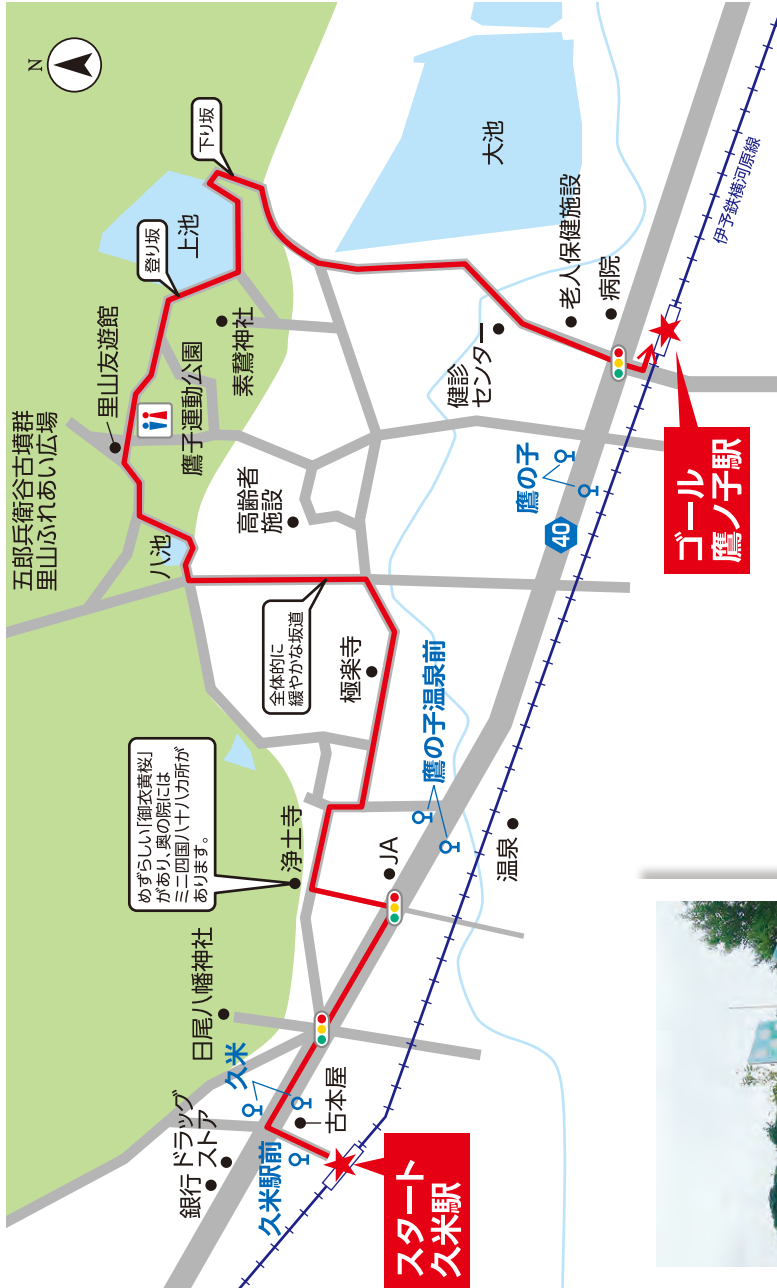 五郎兵衛谷古墳群
里山ふれあい広場
里山友遊館
登り坂
下り坂
上池
大池
八池
鷹子運動公園
素鵞神社
高齢者
施設
全体的に
緩やかな坂道
極楽寺
めずらしい「御衣黄桜」
があり、奥の院には
ミニ四国八十八カ所が
あります。
浄土寺
日尾八幡神社
久米
銀行
ドラッグ
ストア
久米駅前
古本屋
スタート
久米駅
JA
鷹の子温泉前
温泉
鷹の子
40
健診
センター
老人保健施設
病院
ゴール
鷹ノ子駅
伊予鉄横河原線
N